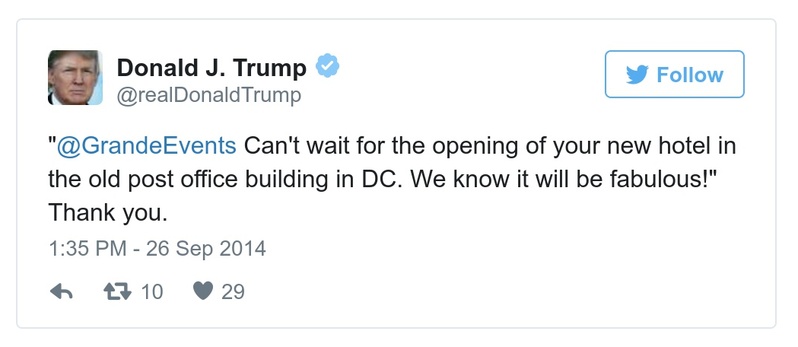 Donald J. Trump
@realDonaldTrump
Follow
"@GrandeEvents Can't wait for the opening of your new hotel in
the old post office building in DC. We know it will be fabulous!"
Thank you.
1:35 PM - 26 Sep 2014
10 29